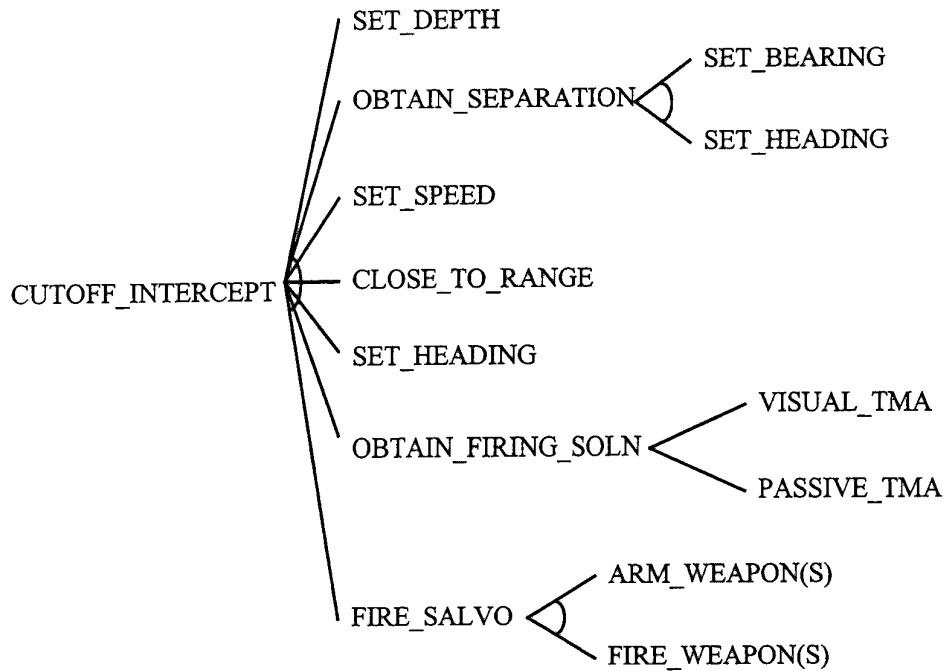 SET_DEPTH
SET_BEARING
OBTAIN_SEPARATION
SET_HEADING
SET_SPEED
CLOSE_TO_RANGE
CUTOFF_INTERCEPT
SET_HEADING
VISUAL_TMA
OBTAIN_FIRING_SOLN
PASSIVE_TMA
ARM_WEAPON(S)
FIRE_SALVO
FIRE_WEAPON(S)